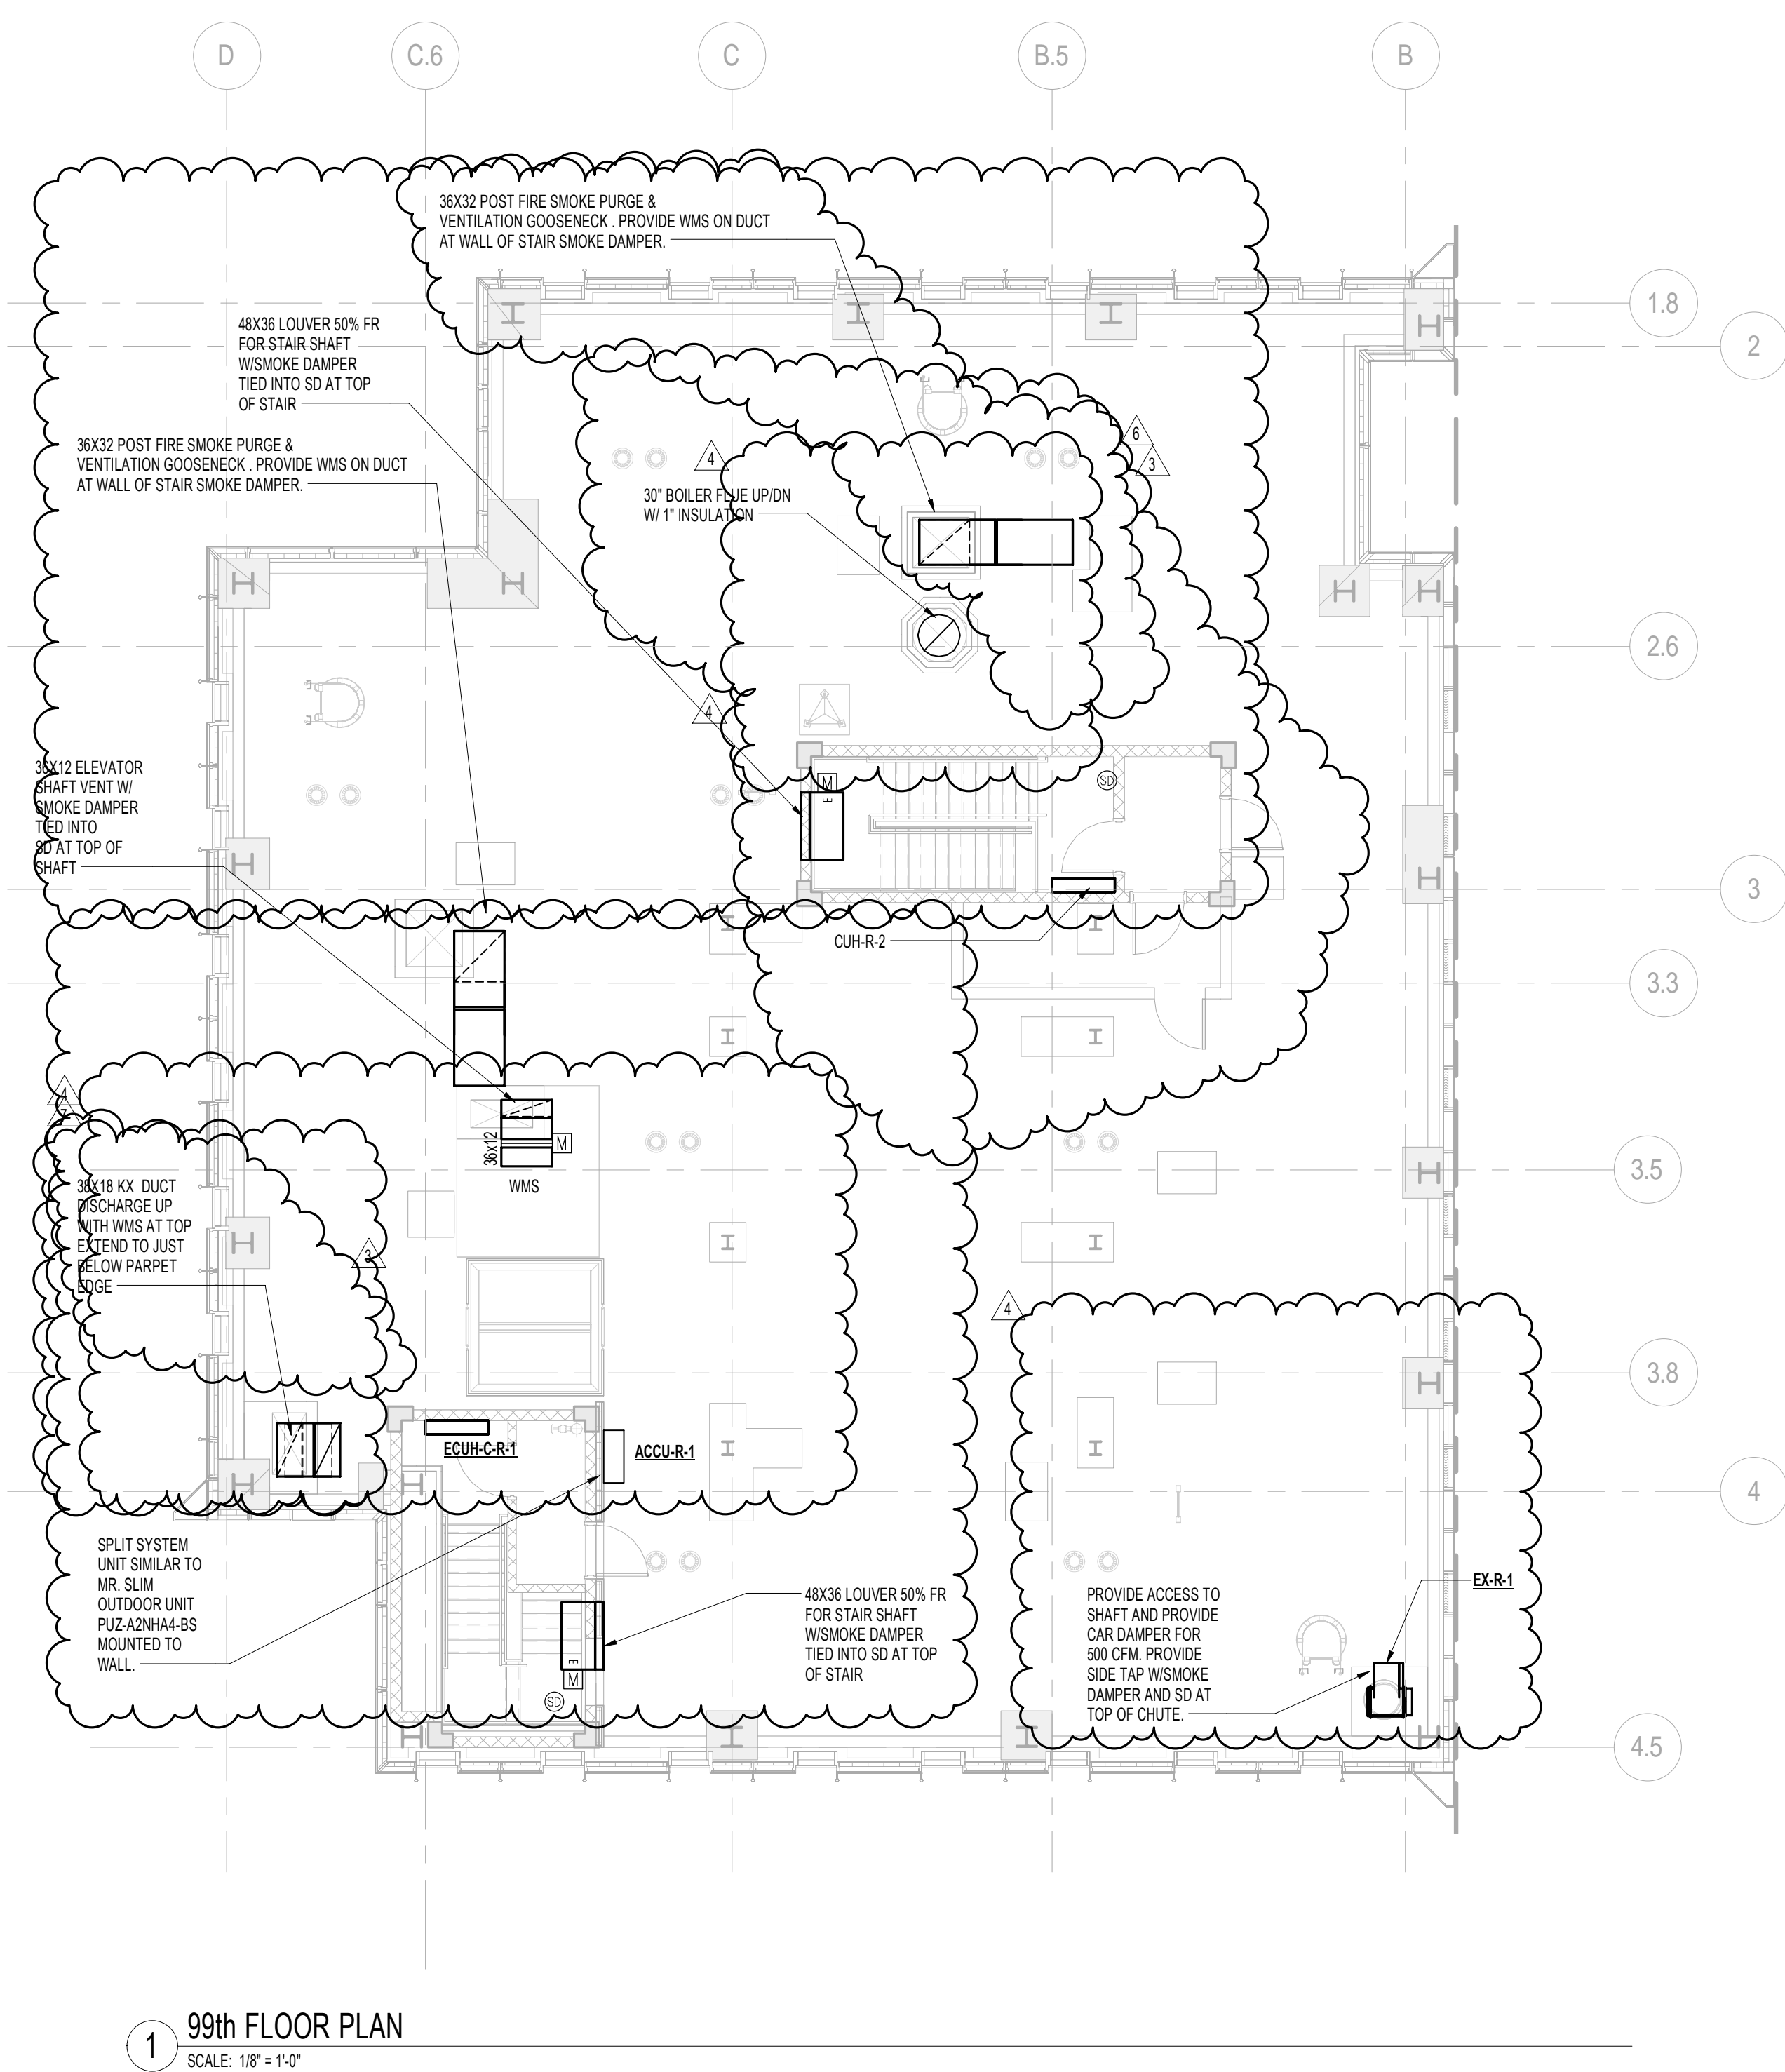 D
C.6
C
B.5
B
36X32 POST FIRE SMOKE PURGE &
VENTILATION GOOSENECK . PROVIDE WMS ON DUCT
AT WALL OF STAIR SMOKE DAMPER.
1.8
2
48X36 LOUVER 50% FR
FOR STAIR SHAFT
W/SMOKE DAMPER
TIED INTO SD AT TOP
OF STAIR
36X32 POST FIRE SMOKE PURGE &
VENTILATION GOOSENECK . PROVIDE WMS ON DUCT
AT WALL OF STAIR SMOKE DAMPER.
6
3
4
30" BOILER FLUE UP/DN
W/ 1" INSULATION
2.6
4
36X12 ELEVATOR
SHAFT VENT W/
SMOKE DAMPER
TIED INTO
SD AT TOP OF
SHAFT
M
E
SD
3
CUH-R-2
3.3
4
7
36x12
M
WMS
3.5
38X18 KX DUCT
DISCHARGE UP
WITH WMS AT TOP
EXTEND TO JUST
BELOW PARPET
EDGE
3
4
3.8
ECUH-C-R-1
ACCU-R-1
4
SPLIT SYSTEM
UNIT SIMILAR TO
MR. SLIM
OUTDOOR UNIT
PUZ-A2NHA4-BS
MOUNTED TO
WALL.
E
M
SD
48X36 LOUVER 50% FR
FOR STAIR SHAFT
W/SMOKE DAMPER
TIED INTO SD AT TOP
OF STAIR
PROVIDE ACCESS TO
SHAFT AND PROVIDE
CAR DAMPER FOR
500 CFM. PROVIDE
SIDE TAP W/SMOKE
DAMPER AND SD AT
TOP OF CHUTE.
EX-R-1
4.5
1
99th FLOOR PLAN
SCALE: 1/8" = 1'-0"